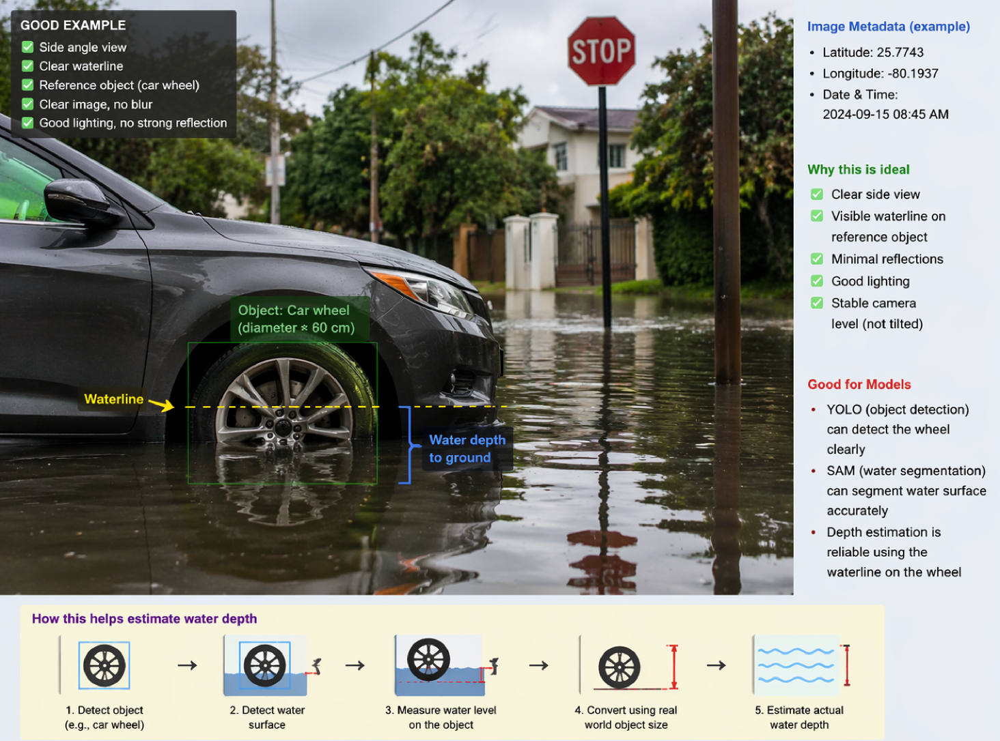 GOOD EXAMPLE
Side angle view
Clear waterline
Reference object (car wheel)
Clear image, no blur
Good lighting, no strong reflection
STOP
Object: Car wheel
(diameter ≈ 60 cm)
Waterline
Water depth
to ground
Image Metadata (example)
• Latitude: 25.7743
• Longitude: -80.1937
• Date & Time:
2024-09-15 08:45 AM
Why this is ideal
Clear side view
Visible waterline on
reference object
Minimal reflections
Good lighting
Stable camera
level (not tilted)
Good for Models
• YOLO (object detection)
can detect the wheel
clearly
• SAM (water segmentation)
can segment water surface
accurately
• Depth estimation is
reliable using the
waterline on the wheel
How this helps estimate water depth
1. Detect object
(e.g., car wheel)
2. Detect water
surface
3. Measure water level
on the object
4. Convert using real
world object size
5. Estimate actual
water depth